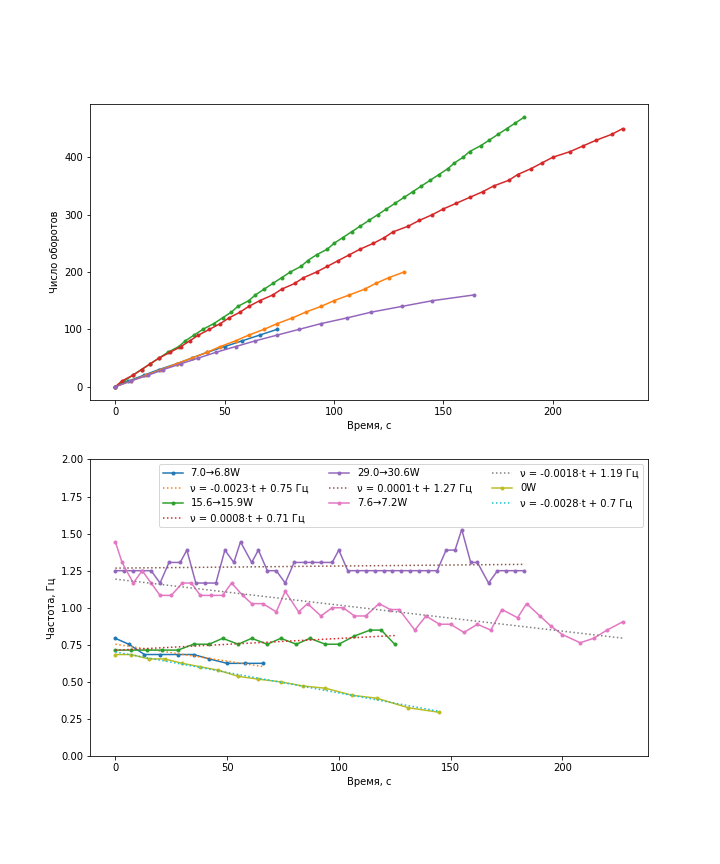 400
300
200
100
0
Число оборотов
0 50 100 150 200
Время, с
2.00
1.75
1.50
1.25
1.00
0.75
0.50
0.25
0.00
Частота, Гц
7.0→6.8W
ν = -0.0023·t + 0.75 Гц
15.6→15.9W
ν = 0.0008·t + 0.71 Гц
29.0→30.6W
ν = 0.0001·t + 1.27 Гц
7.6→7.2W
ν = -0.0018·t + 1.19 Гц
0W
ν = -0.0028·t + 0.7 Гц
0 50 100 150 200
Время, с